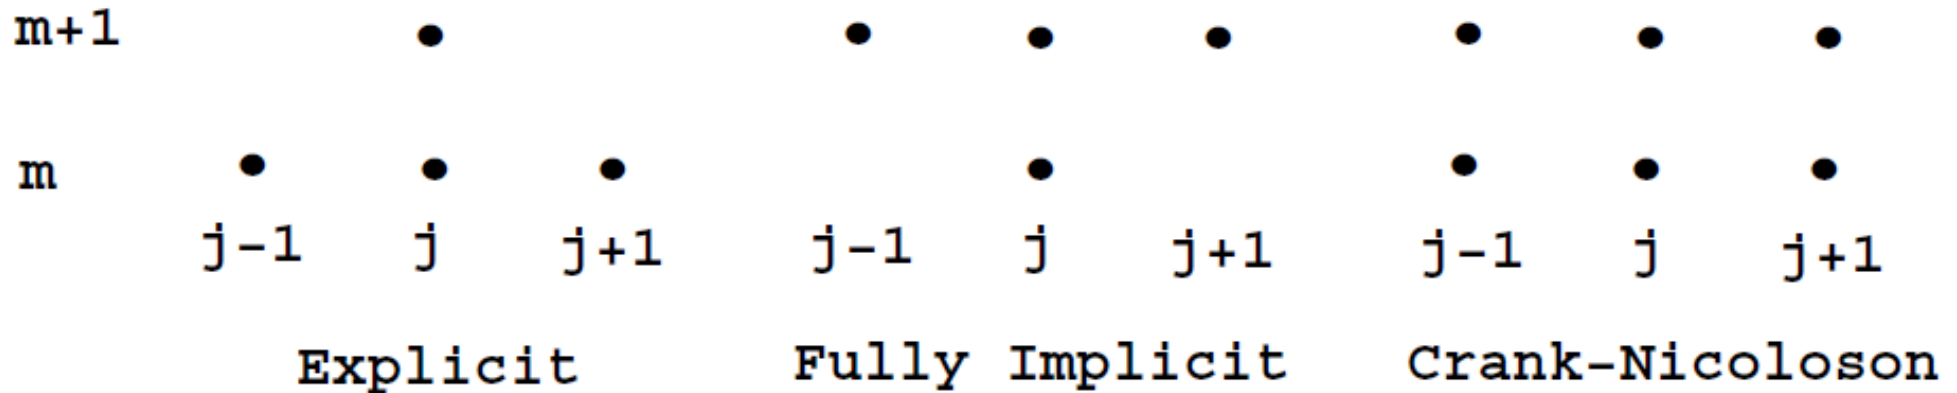 m+1
m
j-1 j j+1 j-1 j j+1 j-1 j j+1
Explicit Fully Implicit Crank-Nicoloson